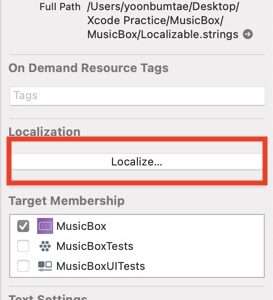 Full Path /Users/yoonbumtae/Desktop/
Xcode Practice/MusicBox/
MusicBox/Localizable.strings
On Demand Resource Tags
Tags
Localization
Localize...
Target Membership
MusicBox
MusicBoxTests
MusicBoxUITests
Text Settings